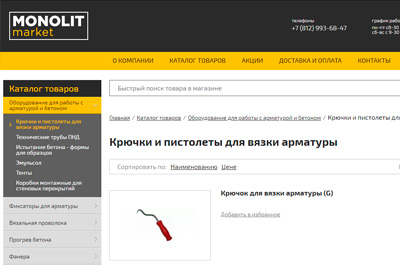 MONOLIT
market
телефоны
+7 (812) 993-68-47
график раб
пн-пт с8-30
сб-вс с 9-30
О КОМПАНИИ
КАТАЛОГ ТОВАРОВ
АКЦИИ
ДОСТАВКА И ОПЛАТА
КОНТАКТЫ
Каталог товаров
Оборудование для работы с
арматурой и бетоном
Крючки и пистолеты для
вязки арматуры
Технические трубы ПНД
Испытание бетона - формы
для образцов
Эмульсол
Тенты
Коробки монтажные для
стеновых перекрытий
Фиксаторы для арматуры
Вязальная проволока
Прогрев бетона
Фанера
Быстрый поиск товара в магазине
Главная / Каталог товаров / Оборудование для работы с арматурой и бетоном / Крючки и пистолеты для
Крючки и пистолеты для вязки арматуры
Сортировать по: Наименованию Цене
Крючок для вязки арматуры (G)
Добавить в избранное